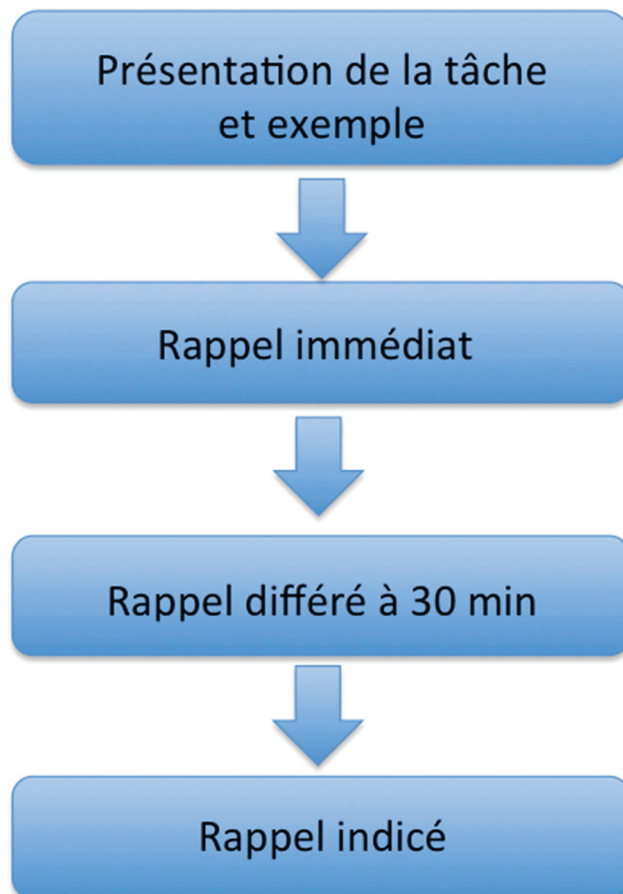 Présentation de la tâche
et exemple
Rappel immédiat
Rappel différé à 30 min
Rappel indicé